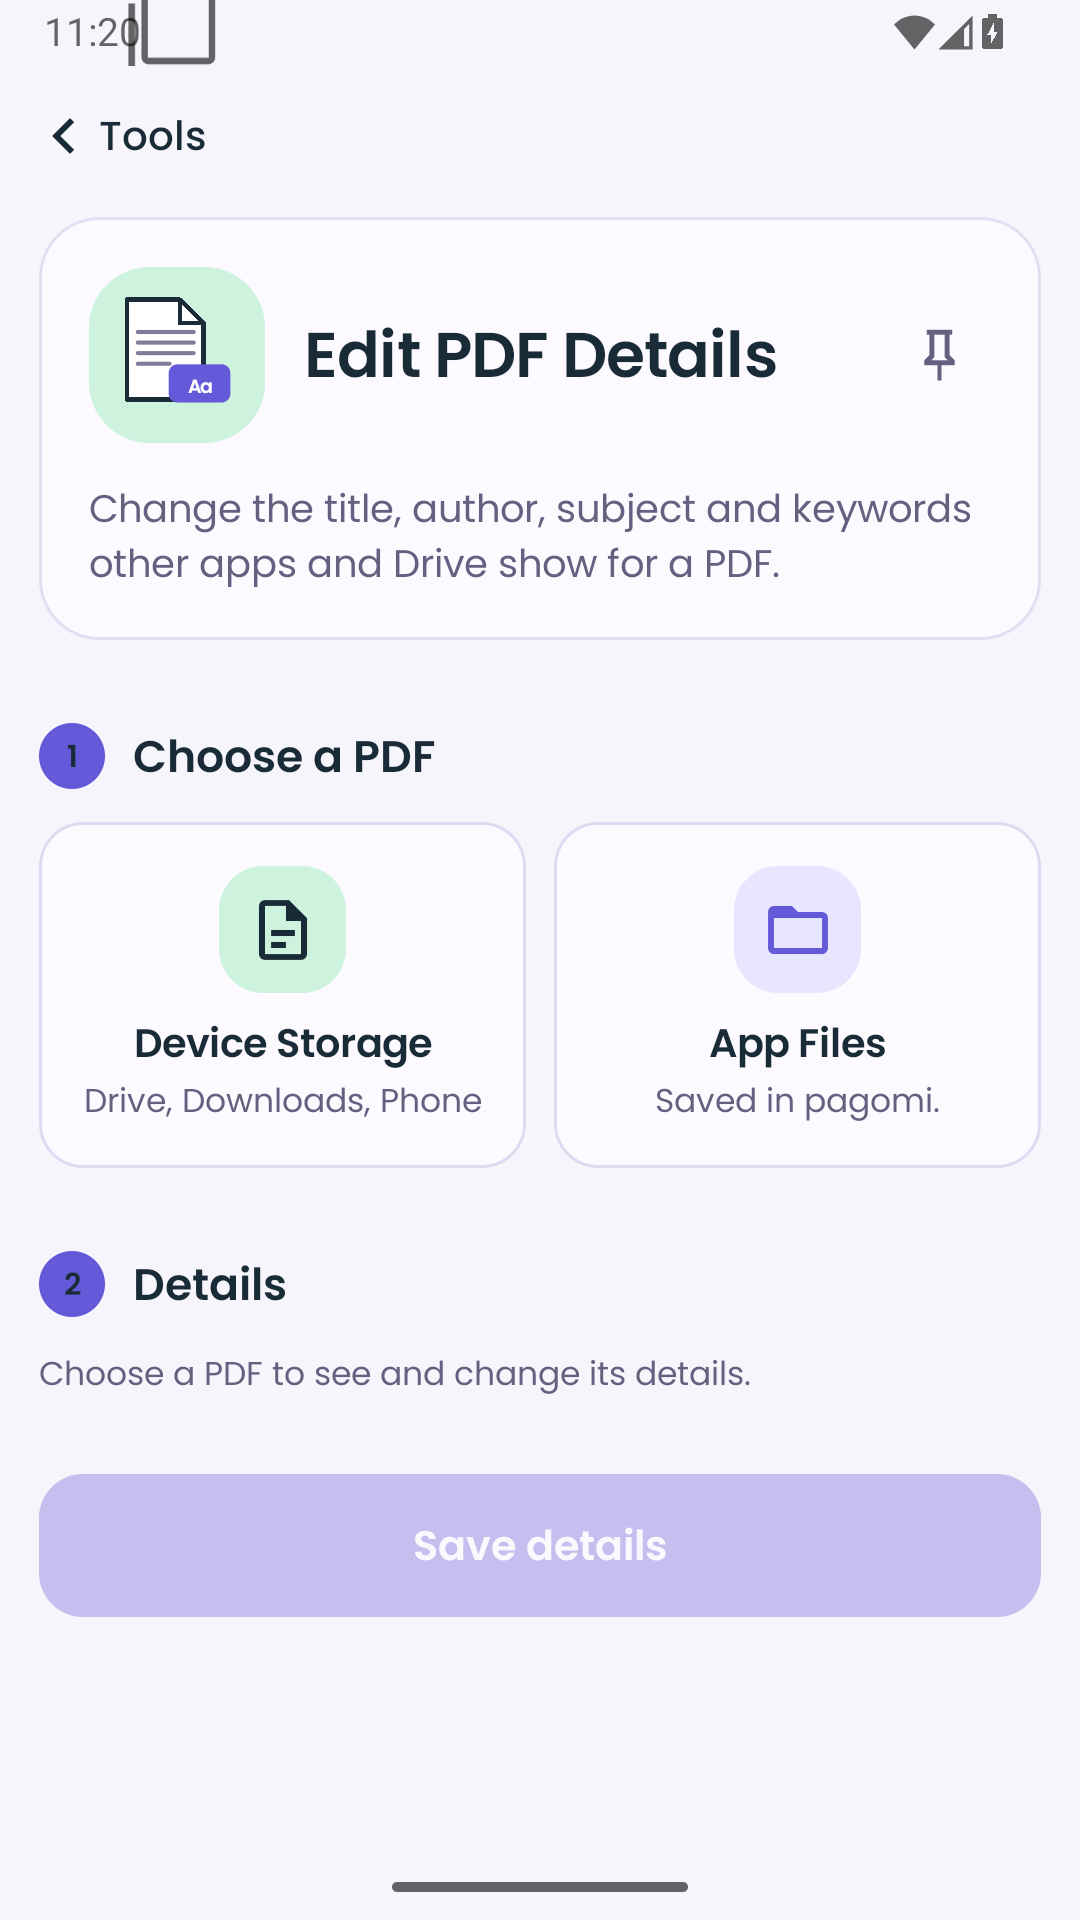 11:20
Tools
Aa
Edit PDF Details
Change the title, author, subject and keywords
other apps and Drive show for a PDF.
1 Choose a PDF
Device Storage
Drive, Downloads, Phone
App Files
Saved in pagomi.
2 Details
Choose a PDF to see and change its details.
Save details